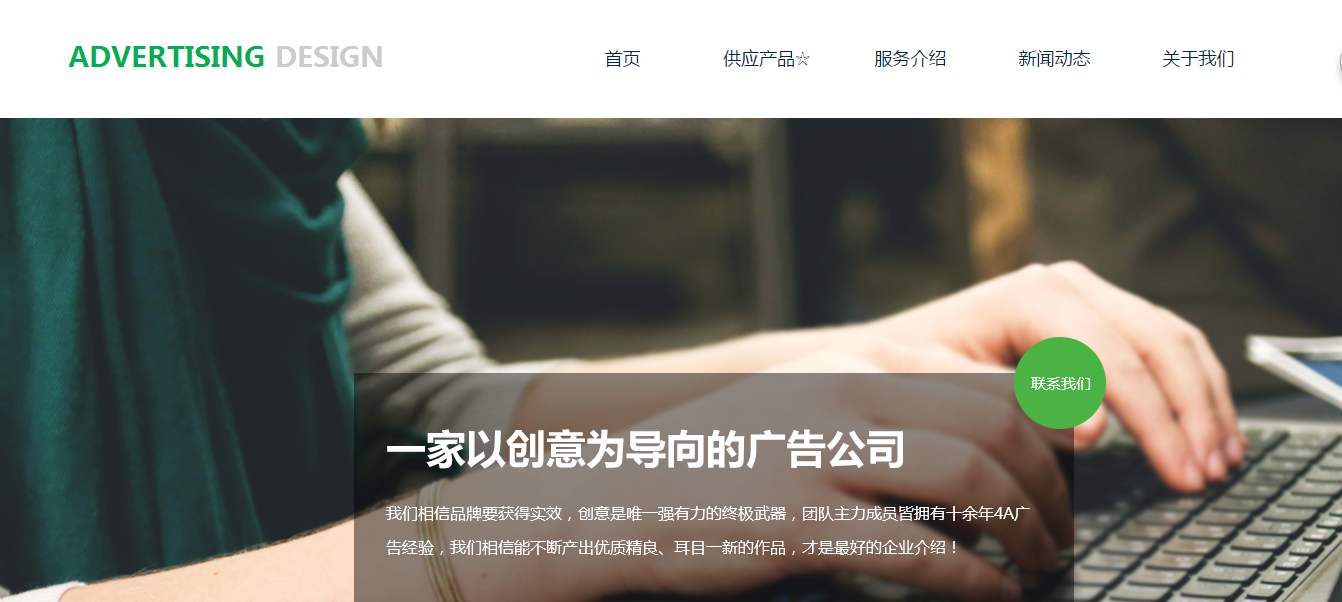 ADVERTISING DESIGN
首页 供应产品☆ 服务介绍 新闻动态 关于我们
联系我们
一家以创意为导向的广告公司
我们相信品牌要获得实效，创意是唯一强有力的终极武器，团队主力成员皆拥有十余年4A广
告经验，我们相信能不断产出优质精良、耳目一新的作品，才是最好的企业介绍！